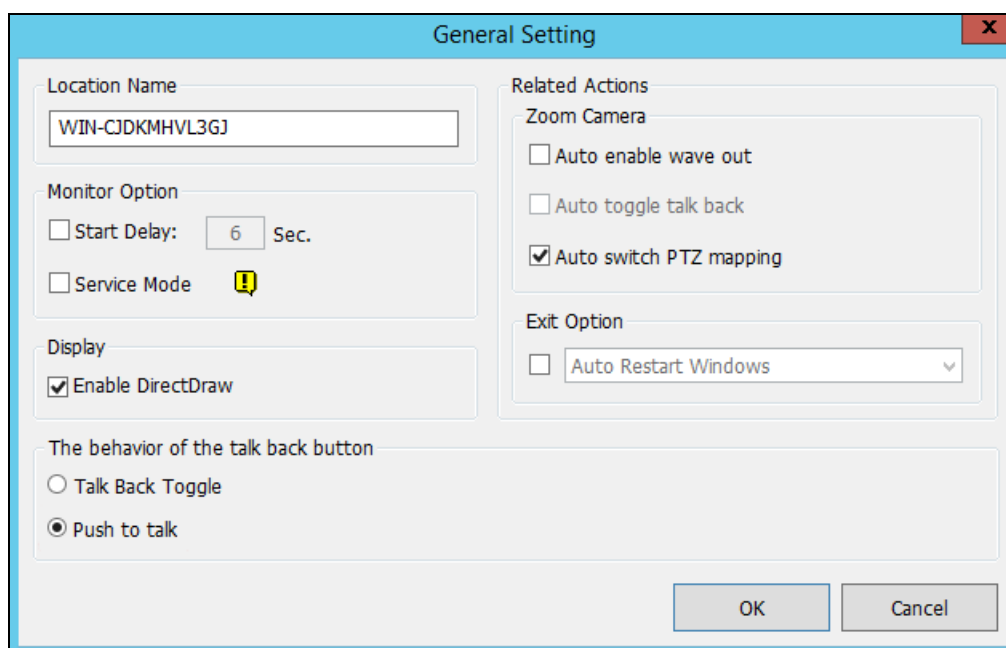 General Setting
x
Location Name
WIN-CJDKMHVL3GJ
Monitor Option
Start Delay: 6 Sec.
Service Mode !
Display
Enable DirectDraw
Related Actions
Zoom Camera
Auto enable wave out
Auto toggle talk back
Auto switch PTZ mapping
Exit Option
Auto Restart Windows
The behavior of the talk back button
Talk Back Toggle
Push to talk
OK Cancel